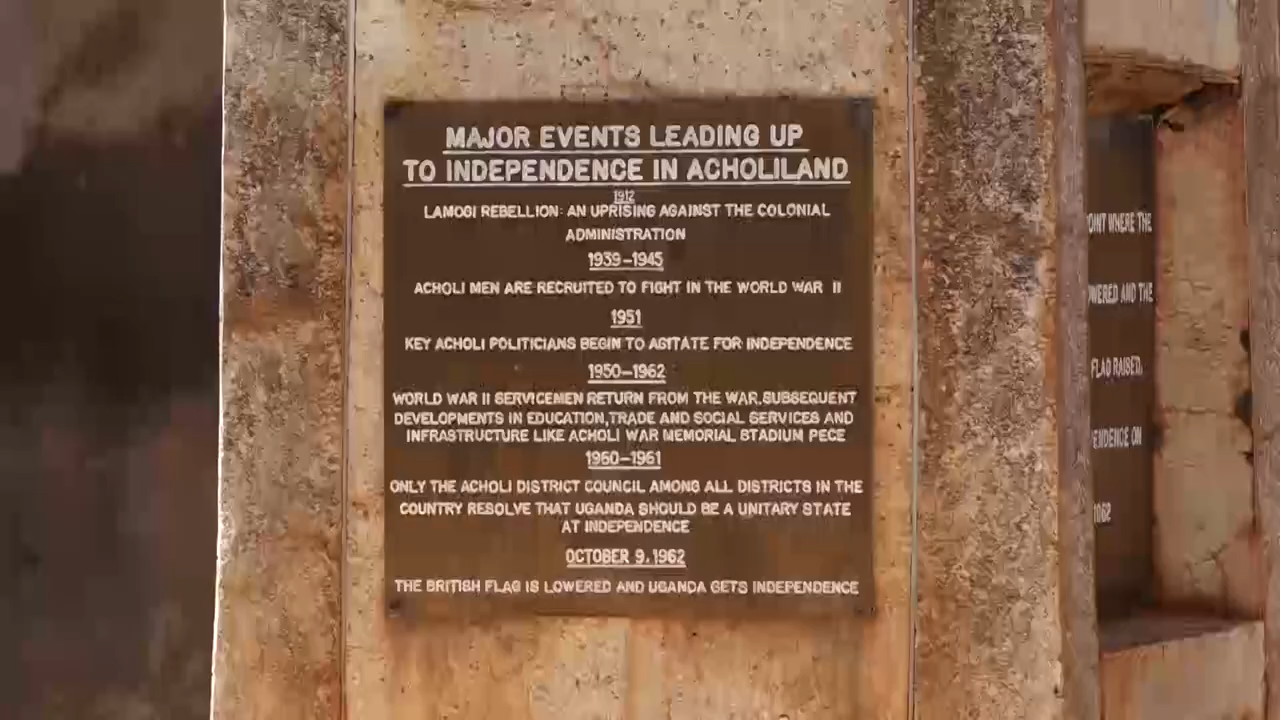 MAJOR EVENTS LEADING UP
TO INDEPENDENCE IN ACHOLILAND
1912
LAMOGI REBELLION: AN UPRISING AGAINST THE COLONIAL
ADMINISTRATION
1939-1945
ACHOLI MEN ARE RECRUITED TO FIGHT IN THE WORLD WAR II
1951
KEY ACHOLI POLITICIANS BEGIN TO AGITATE FOR INDEPENDENCE
1950-1962
WORLD WAR II SERVICEMEN RETURN FROM THE WAR.SUBSEQUENT
DEVELOPMENTS IN EDUCATION,TRADE AND SOCIAL SERVICES AND
INFRASTRUCTURE LIKE ACHOLI WAR MEMORIAL STADIUM PECE
1960-1961
ONLY THE ACHOLI DISTRICT COUNCIL AMONG ALL DISTRICTS IN THE
COUNTRY RESOLVE THAT UGANDA SHOULD BE A UNITARY STATE
AT INDEPENDENCE
OCTOBER 9,1962
THE BRITISH FLAG IS LOWERED AND UGANDA GETS INDEPENDENCE
WHERE THE
AND THE
FLAG RAISED,
ON